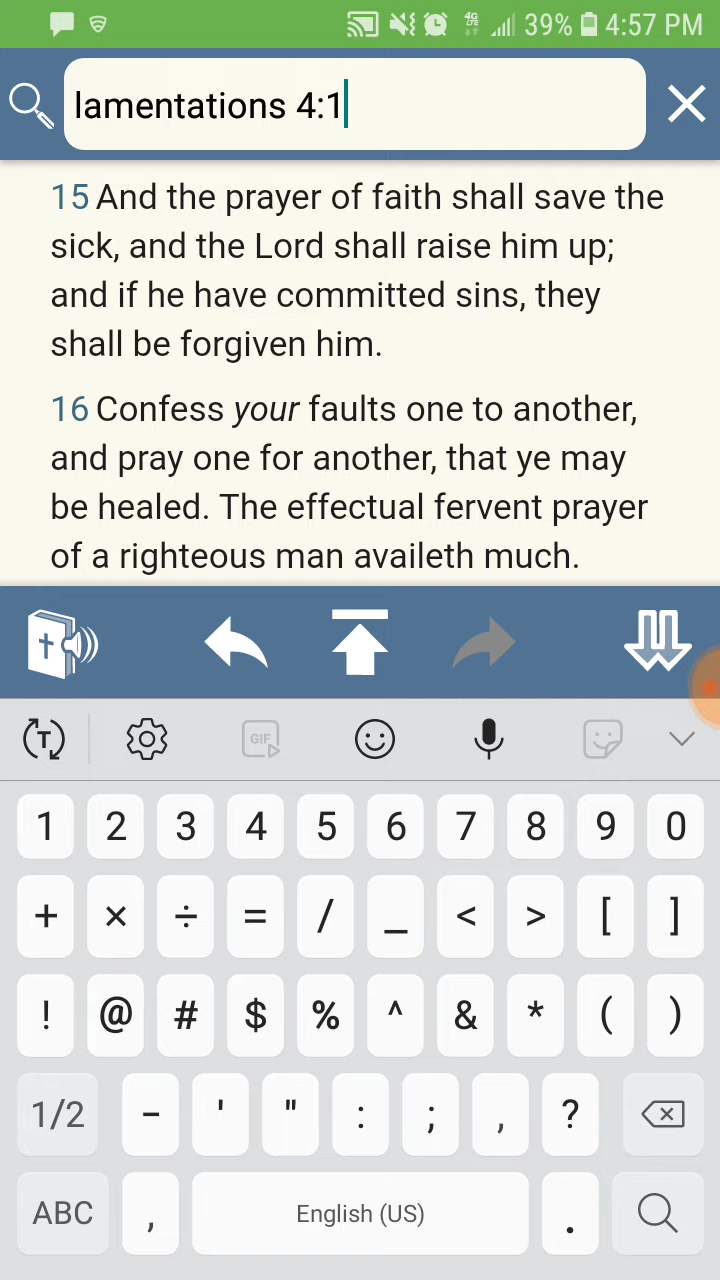 4G LTE 39% 4:57 PM
lamentations 4:1
15 And the prayer of faith shall save the
sick, and the Lord shall raise him up;
and if he have committed sins, they
shall be forgiven him.
16 Confess your faults one to another,
and pray one for another, that ye may
be healed. The effectual fervent prayer
of a righteous man availeth much.
T GIF
1 2 3 4 5 6 7 8 9 0
+ × ÷ = / _ < > [ ]
! @ # $ % ^ & * ( )
1/2 - ' " : ; , ?
ABC , English (US) .